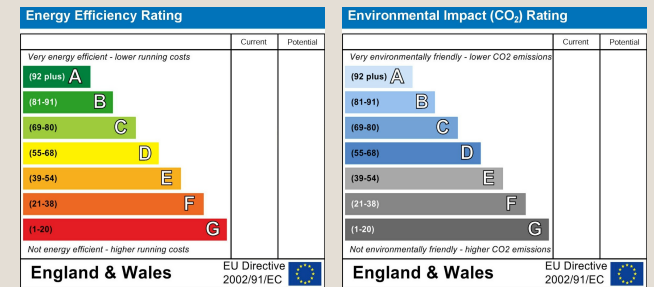 Energy Efficiency Rating
Current Potential
Very energy efficient - lower running costs
(92 plus) A
(81-91) B
(69-80) C
(55-68) D
(39-54) E
(21-38) F
(1-20) G
Not energy efficient - higher running costs
England & Wales
EU Directive
2002/91/EC
Environmental Impact (CO₂) Rating
Current Potential
Very environmentally friendly - lower CO2 emissions
(92 plus) A
(81-91) B
(69-80) C
(55-68) D
(39-54) E
(21-38) F
(1-20) G
Not environmentally friendly - higher CO2 emissions
England & Wales
EU Directive
2002/91/EC